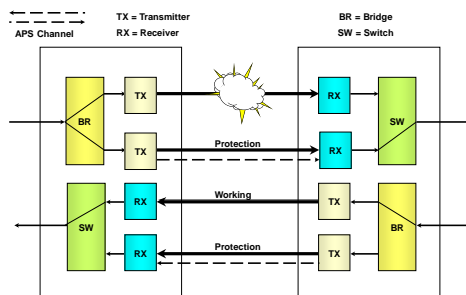 TX = Transmitter
BR = Bridge
APS Channel
RX = Receiver
SW = Switch
TX
RX
BR
SW
Protection
TX
RX
Working
RX
TX
SW
BR
Protection
RX
TX